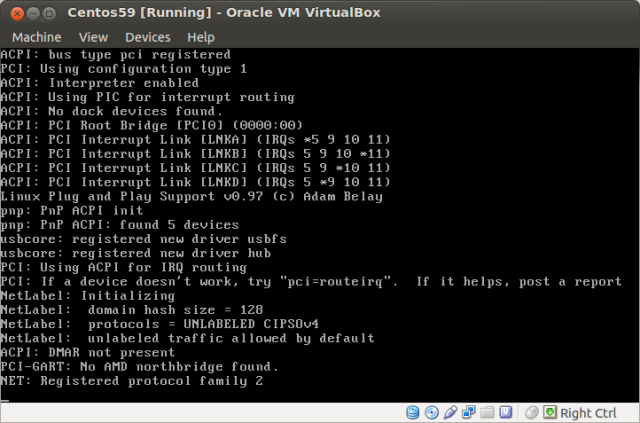 Centos59 [Running] - Oracle VM VirtualBox
Machine View Devices Help
ACPI: bus type pci registered
PCI: Using configuration type 1
ACPI: Interpreter enabled
ACPI: Using PIC for interrupt routing
ACPI: No dock devices found.
ACPI: PCI Root Bridge [PCI0] (0000:00)
ACPI: PCI Interrupt Link [LNKA] (IRQs *5 9 10 11)
ACPI: PCI Interrupt Link [LNKB] (IRQs 5 9 10 *11)
ACPI: PCI Interrupt Link [LNKC] (IRQs 5 9 *10 11)
ACPI: PCI Interrupt Link [LNKD] (IRQs 5 *9 10 11)
Linux Plug and Play Support v0.97 (c) Adam Belay
pnp: PnP ACPI init
pnp: PnP ACPI: found 5 devices
usbcore: registered new driver usbfs
usbcore: registered new driver hub
PCI: Using ACPI for IRQ routing
PCI: If a device doesn't work, try "pci=routeirq".  If it helps, post a report
NetLabel: Initializing
NetLabel:  domain hash size = 128
NetLabel:  protocols = UNLABELED CIPSOv4
NetLabel:  unlabeled traffic allowed by default
ACPI: DMAR not present
PCI-GART: No AMD northbridge found.
NET: Registered protocol family 2
_
Right Ctrl